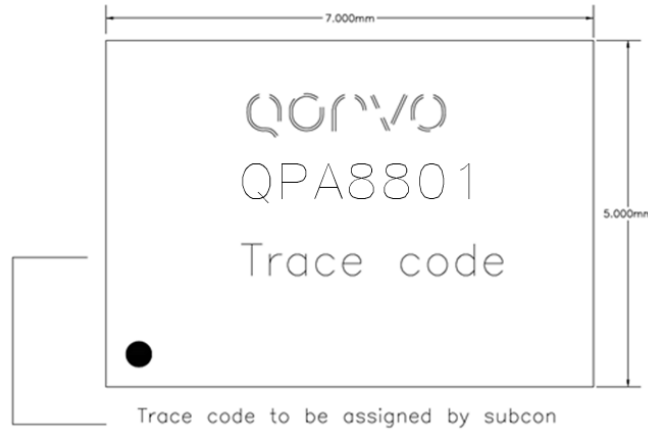 7.000mm
QORVO
QPA8801
5.000mm
Trace code
Trace code to be assigned by subcon